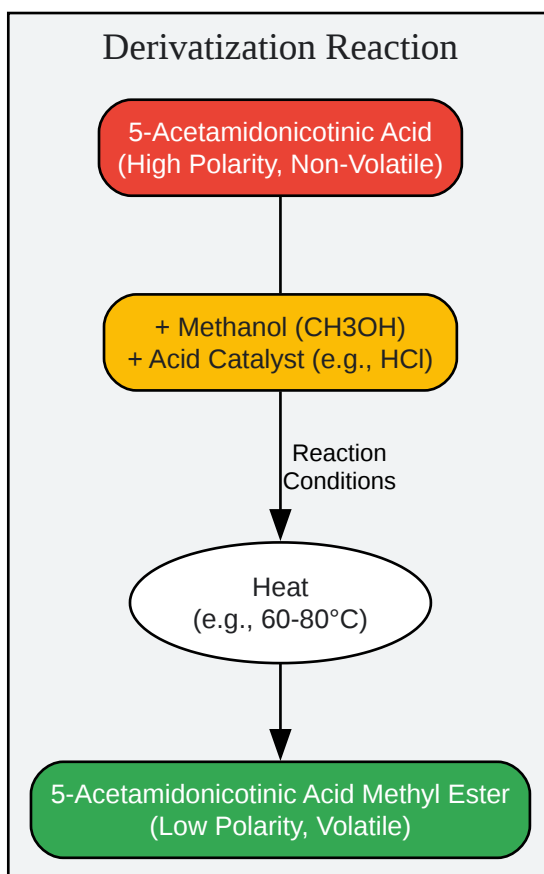 Derivatization Reaction
5-Acetamidonicotinic Acid
(High Polarity, Non-Volatile)
+ Methanol (CH3OH)
+ Acid Catalyst (e.g., HCl)
Reaction
Conditions
Heat
(e.g., 60-80°C)
5-Acetamidonicotinic Acid Methyl Ester
(Low Polarity, Volatile)